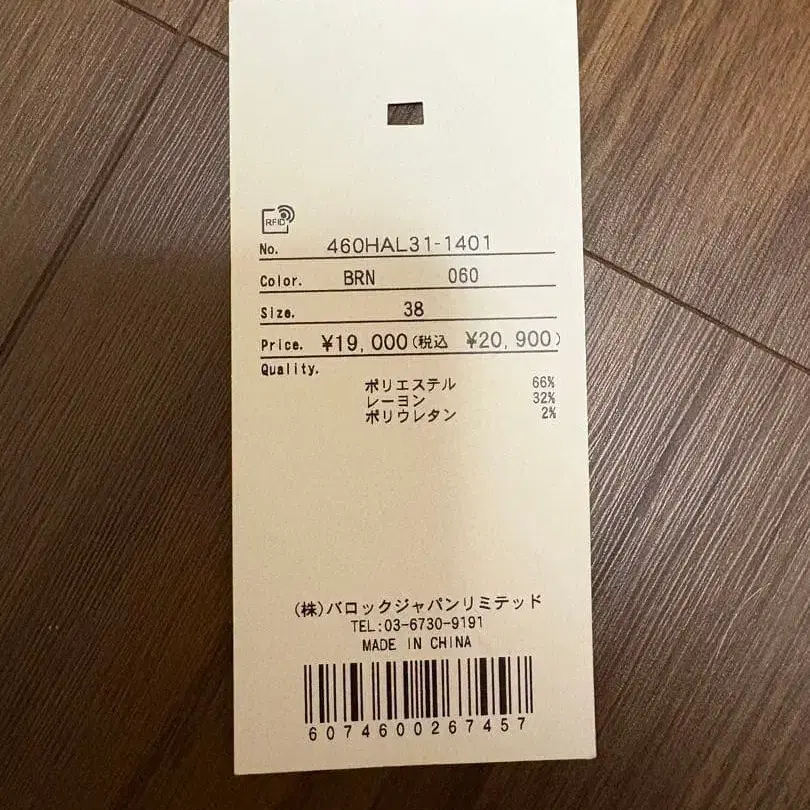 RFID
No. 460HAL31-1401
Color. BRN 060
Size. 38
Price. ¥19,000(税込 ¥20,900)
Quality.
ポリエステル 66%
レーヨン 32%
ポリウレタン 2%
(株)バロックジャパンリミテッド
TEL:03-6730-9191
MADE IN CHINA
6074600267457